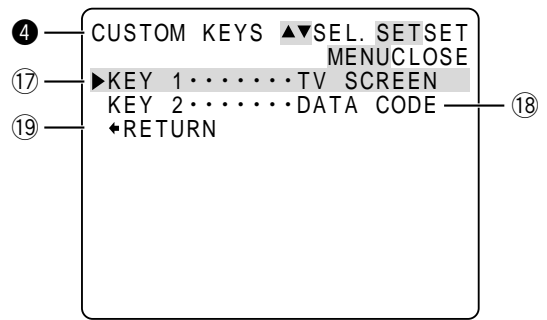 ❹ CUSTOM KEYS ▲▼SEL. SETSET
MENUCLOSE
⑰ ▶KEY 1·······TV SCREEN
KEY 2·······DATA CODE ⑱
⑲ 🠸RETURN